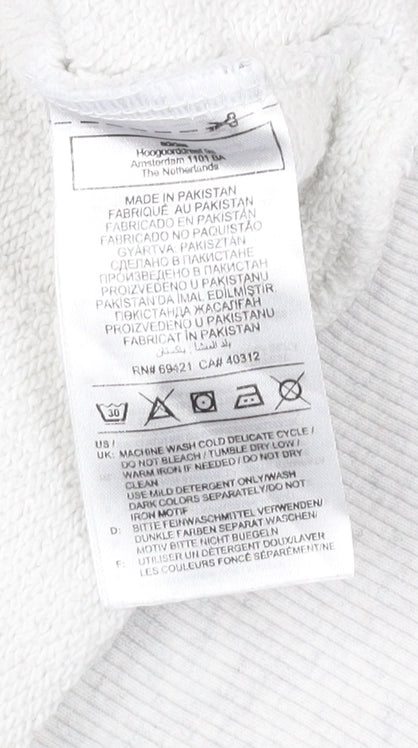 adidas
Hoogoorddreef 9a
Amsterdam 1101 BA
The Netherlands
MADE IN PAKISTAN
FABRIQUÉ AU PAKISTAN
FABRICADO EN PAKISTÁN
FABRICADO NO PAQUISTÃO
GYÁRTVA: PAKISZTÁN
СДЕЛАНО В ПАКИСТАНЕ
ПРОИЗВЕДЕНО В ПАКИСТАН
PROIZVEDENO U PAKISTANU
PAKİSTAN'DA İMAL EDİLMİŞTİR
ПӘКІСТАНДА ЖАСАЛҒАН
PROIZVEDENO U PAKISTANU
FABRICAT ÎN PAKISTAN
بلد المنشأ: پاکستان
RN# 69421 CA# 40312
30
US /
UK: MACHINE WASH COLD DELICATE CYCLE /
DO NOT BLEACH / TUMBLE DRY LOW /
WARM IRON IF NEEDED / DO NOT DRY
CLEAN
USE MILD DETERGENT ONLY/WASH
DARK COLORS SEPARATELY/DO NOT
IRON MOTIF
D: BITTE FEINWASCHMITTEL VERWENDEN/
DUNKLE FARBEN SEPARAT WASCHEN/
MOTIV BITTE NICHT BUEGELN
F: UTILISER UN DÉTERGENT DOUX/LAVER
LES COULEURS FONCÉ SÉPARÉMENT/NE